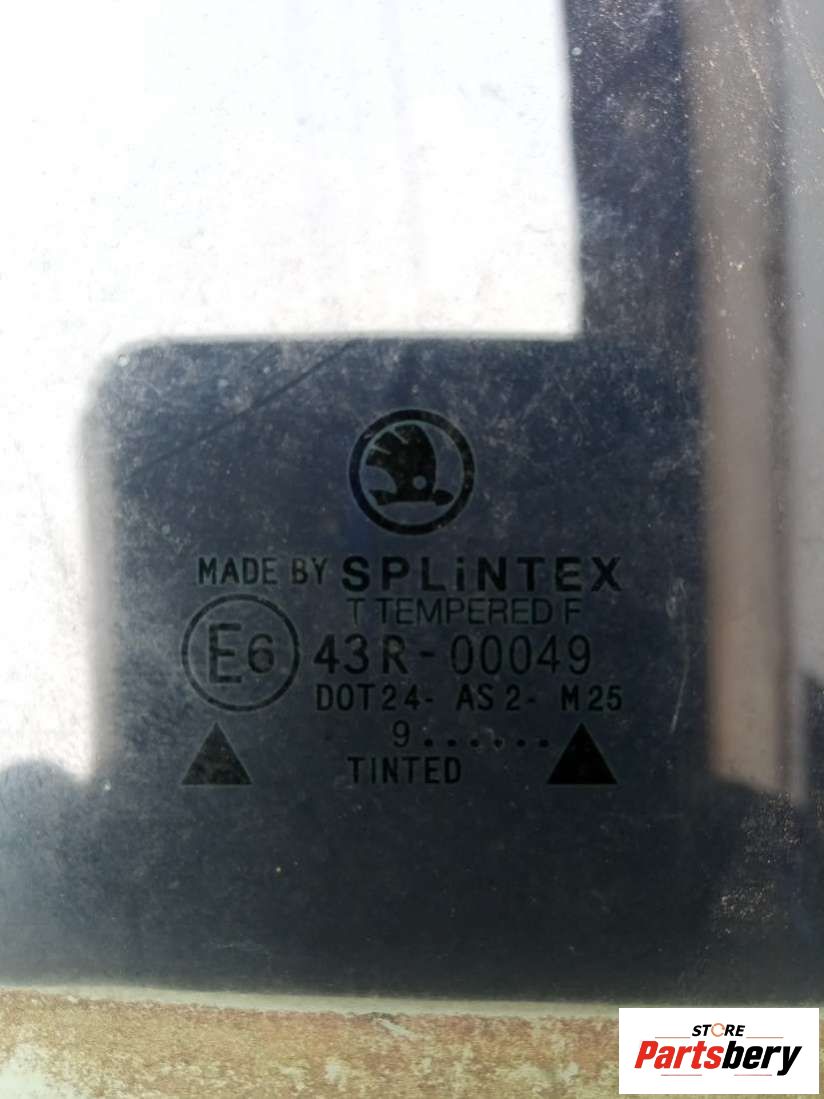 MADE BY SPLiNTEX
T TEMPERED F
E6 43R-00049
DOT24- AS2- M25
9......
TINTED
STORE
Partsbery